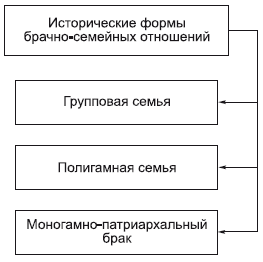 Исторические формы
брачно-семейных отношений
Групповая семья
Полигамная семья
Моногамно-патриархальный
брак